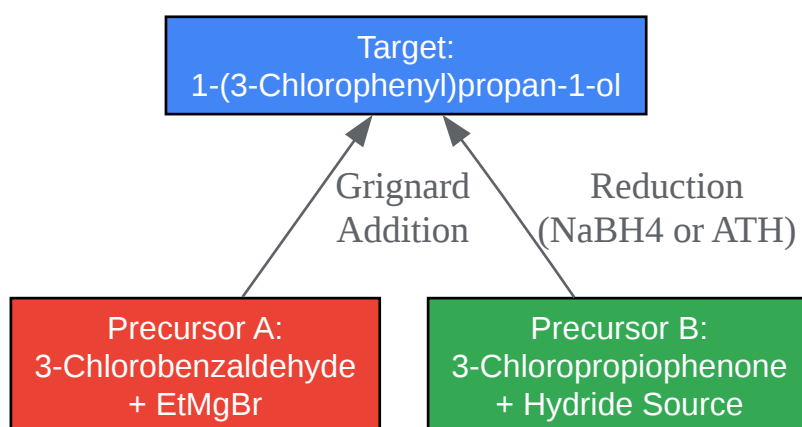 Target:
1-(3-Chlorophenyl)propan-1-ol
Grignard
Addition
Reduction
(NaBH4 or ATH)
Precursor A:
3-Chlorobenzaldehyde
+ EtMgBr
Precursor B:
3-Chloropropiophenone
+ Hydride Source